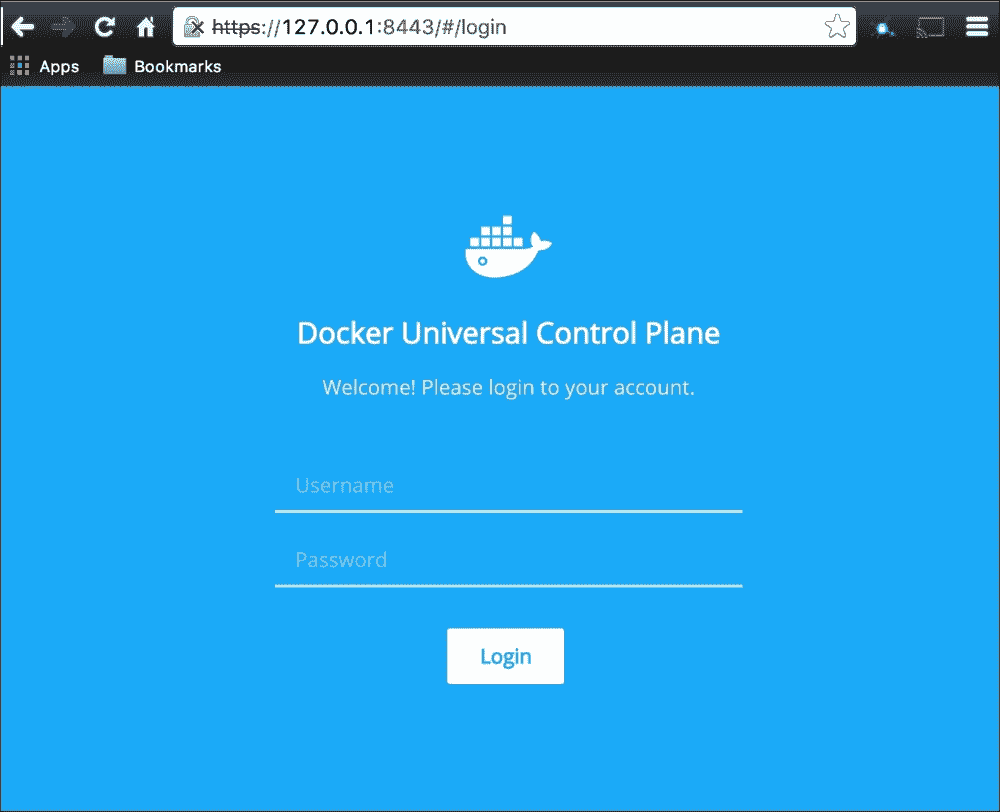 https://127.0.0.1:8443/#/login
Apps Bookmarks
Docker Universal Control Plane
Welcome! Please login to your account.
Username
Password
Login